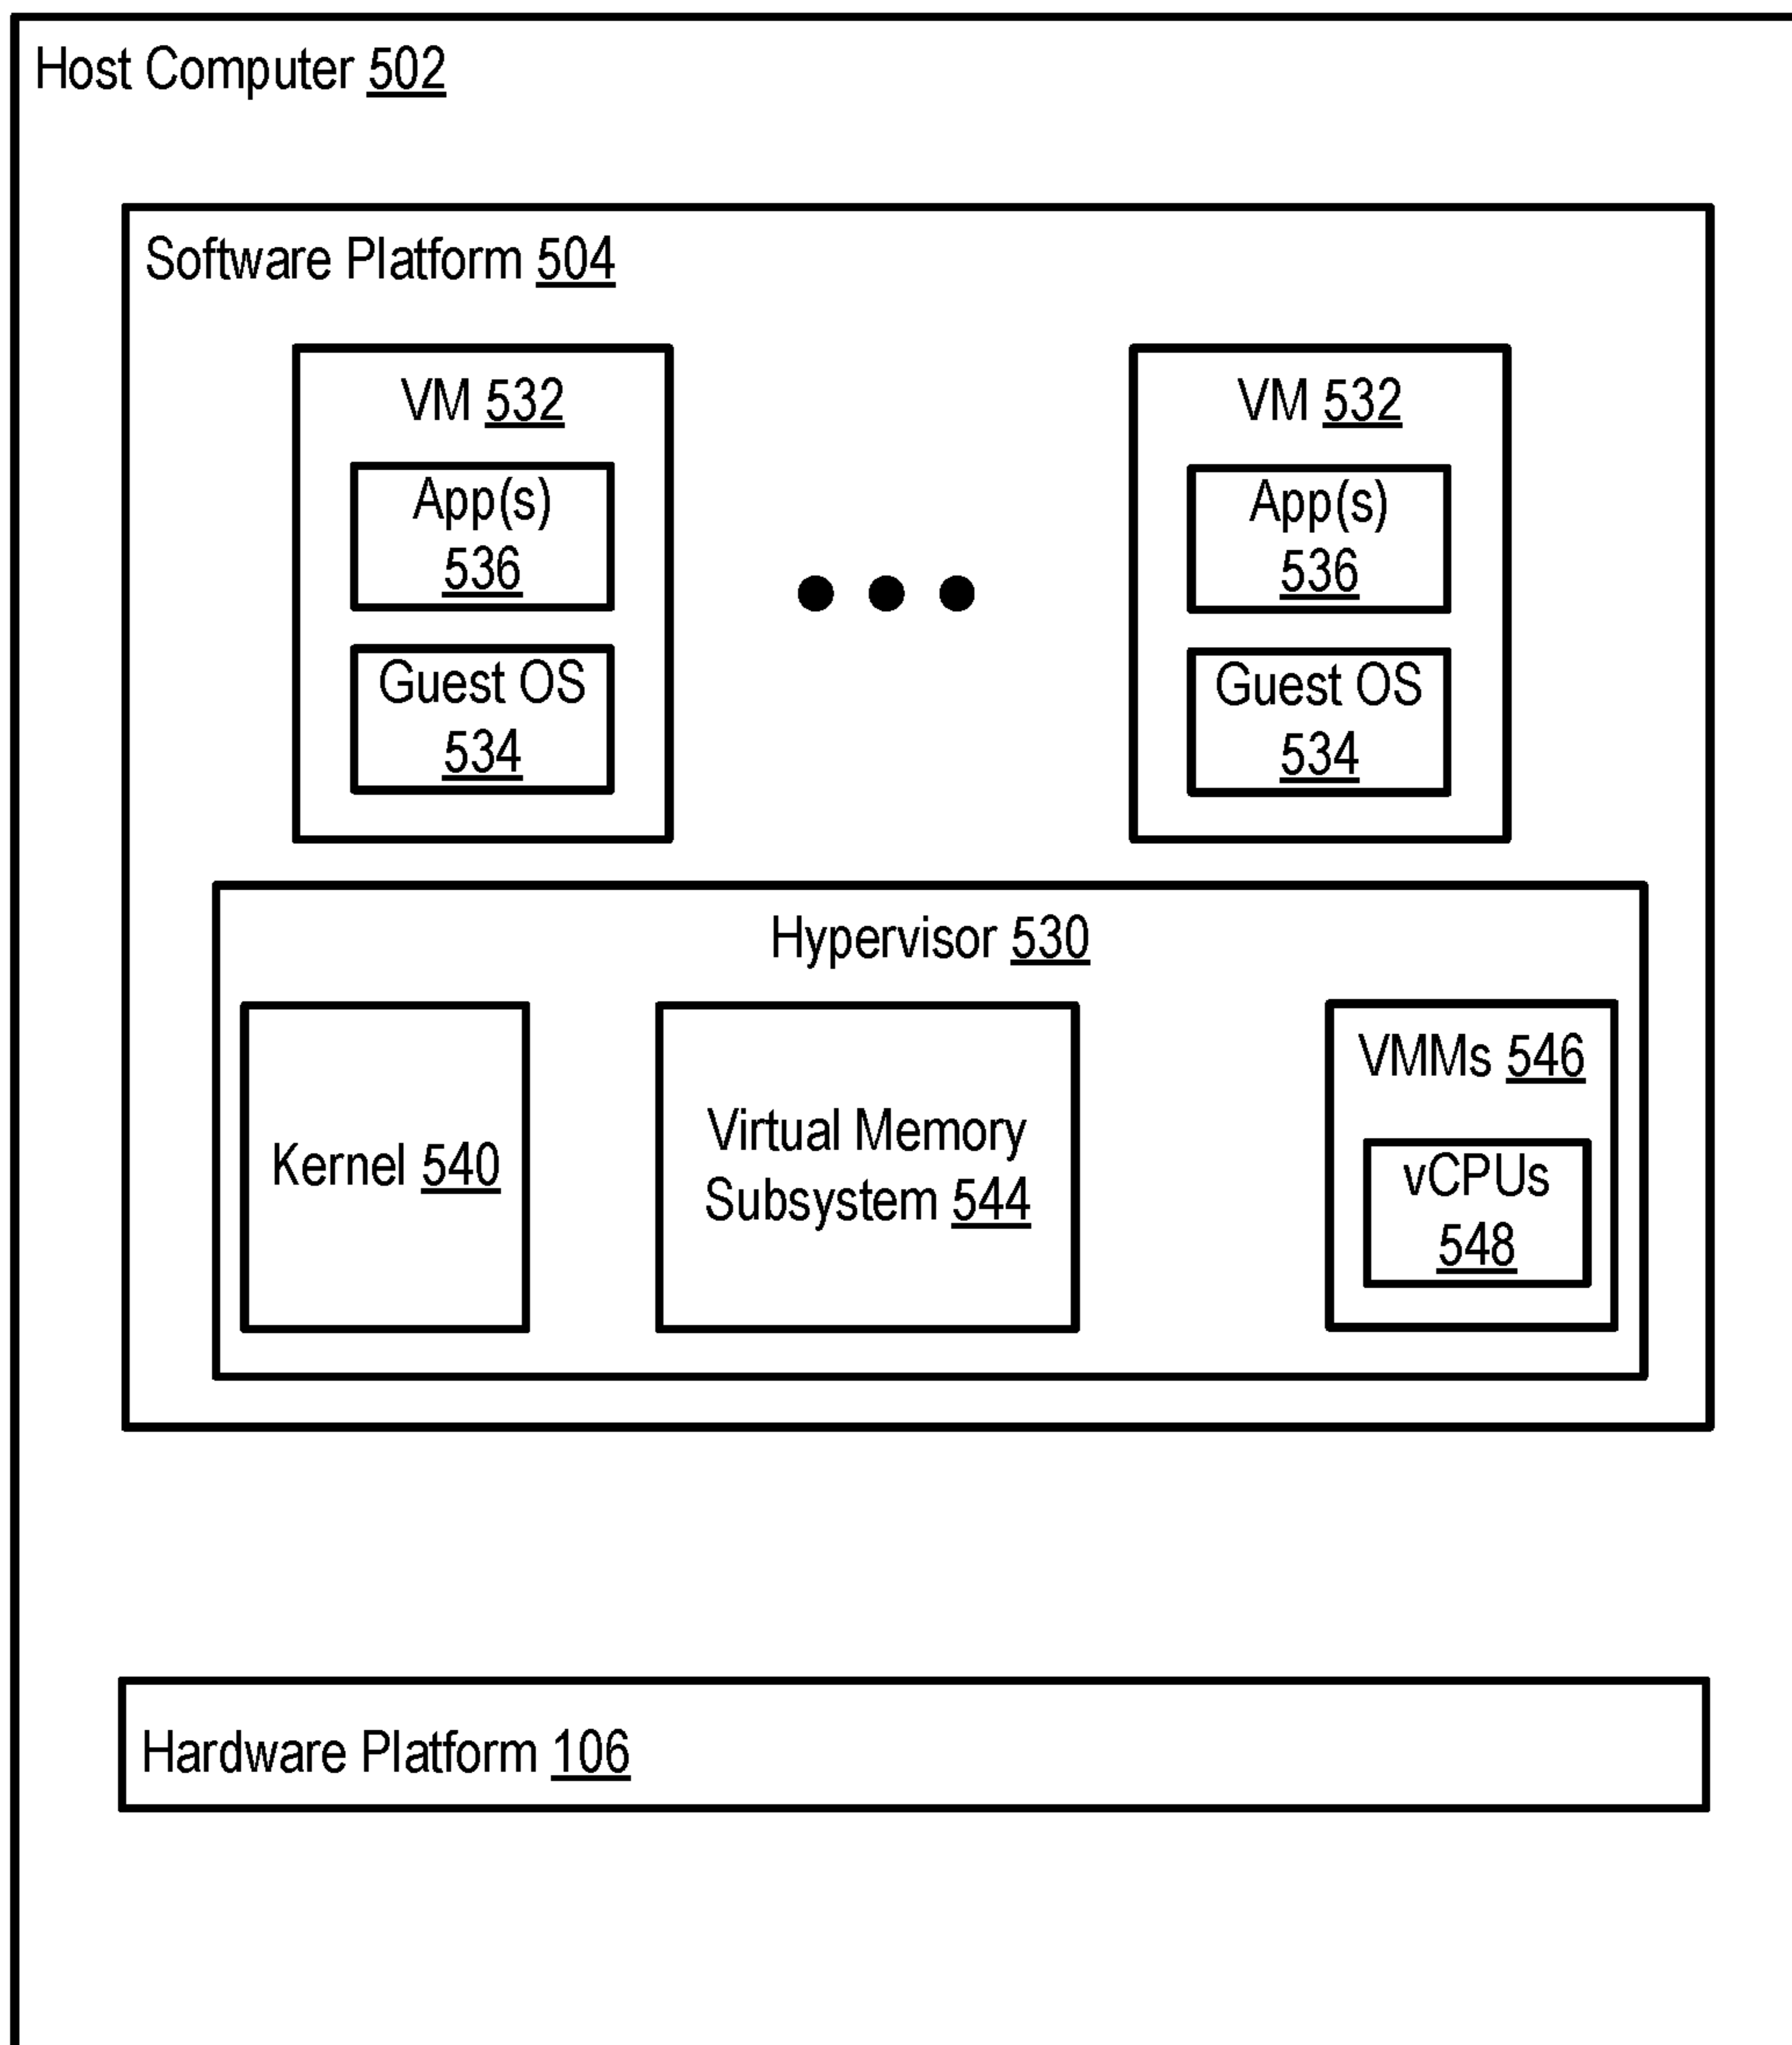 Host Computer 502
Software Platform 504
VM 532
App(s)
536
Guest OS
534
VM 532
App(s)
536
Guest OS
534
Hypervisor 530
Kernel 540
Virtual Memory
Subsystem 544
VMMs 546
vCPUs
548
Hardware Platform 106